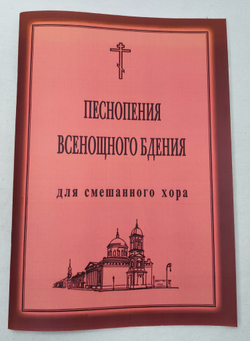 ПЕСНОПЕНИЯ
ВСЕНОЩНОГО БДЕНИЯ
для смешанного хора